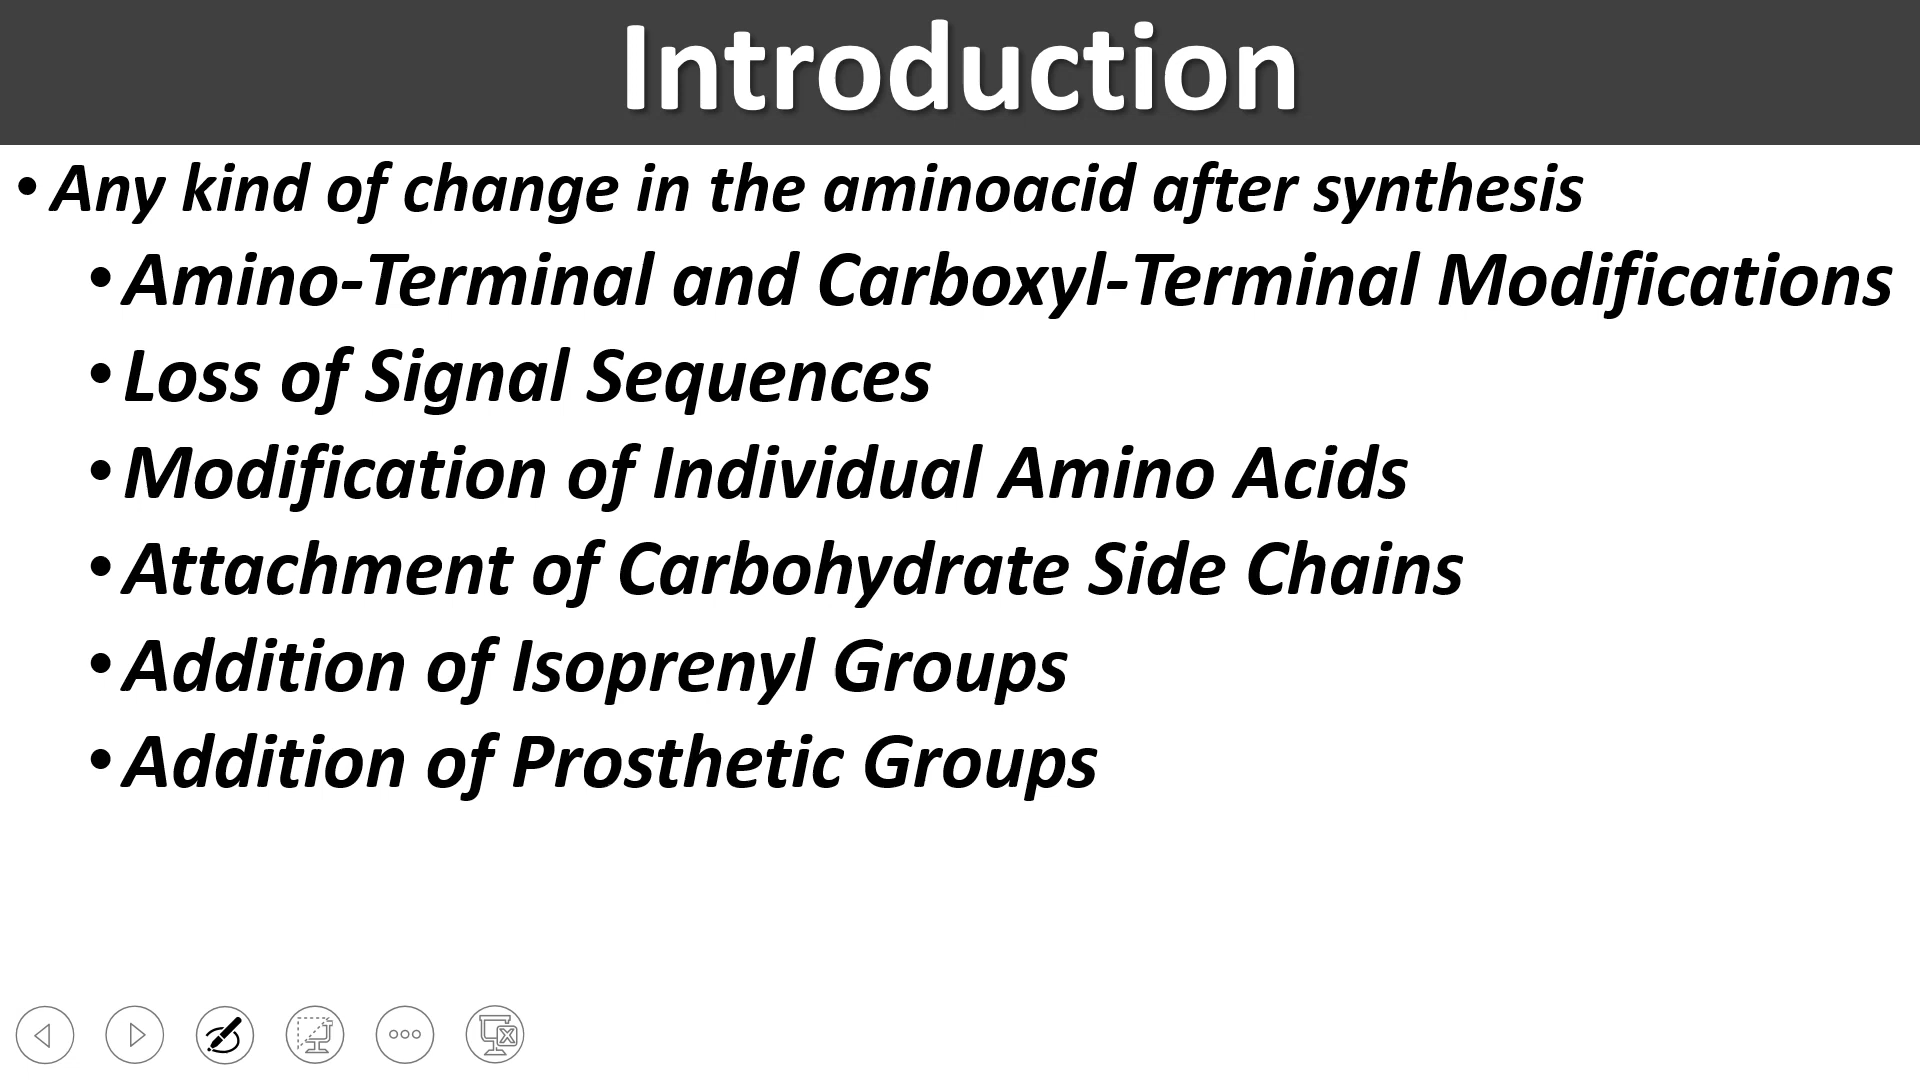 Introduction
• Any kind of change in the aminoacid after synthesis
• Amino-Terminal and Carboxyl-Terminal Modifications
• Loss of Signal Sequences
• Modification of Individual Amino Acids
• Attachment of Carbohydrate Side Chains
• Addition of Isoprenyl Groups
• Addition of Prosthetic Groups